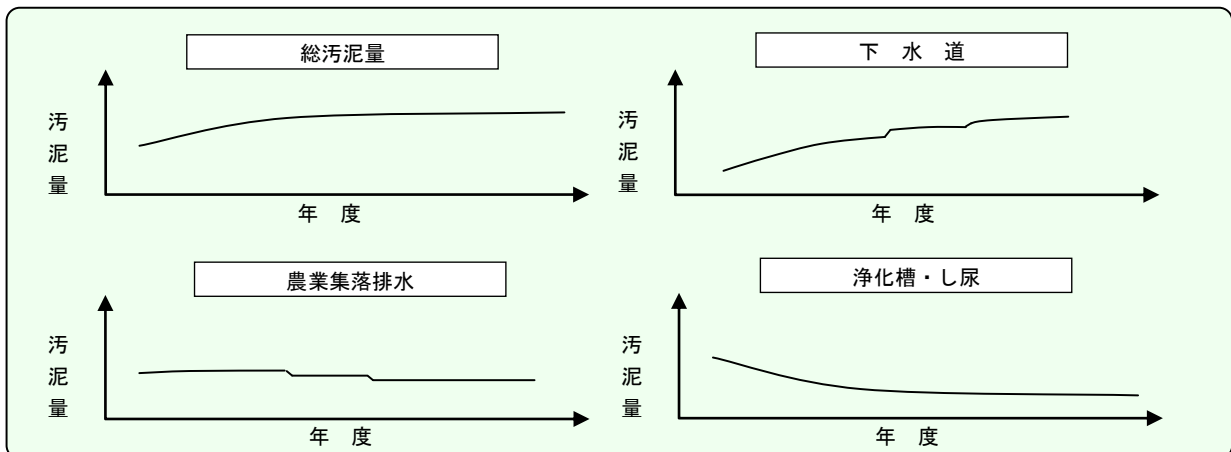 総汚泥量
汚泥量
年 度
下 水 道
汚泥量
年 度
農業集落排水
汚泥量
年 度
浄化槽・し尿
汚泥量
年 度